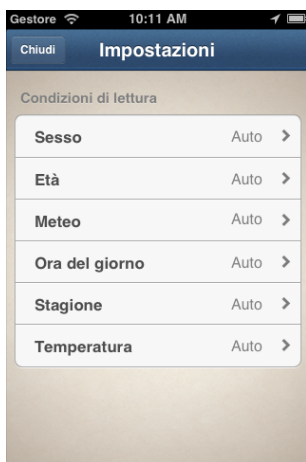 Gestore 10:11 AM
Chiudi Impostazioni
Condizioni di lettura
Sesso Auto
Età Auto
Meteo Auto
Ora del giorno Auto
Stagione Auto
Temperatura Auto